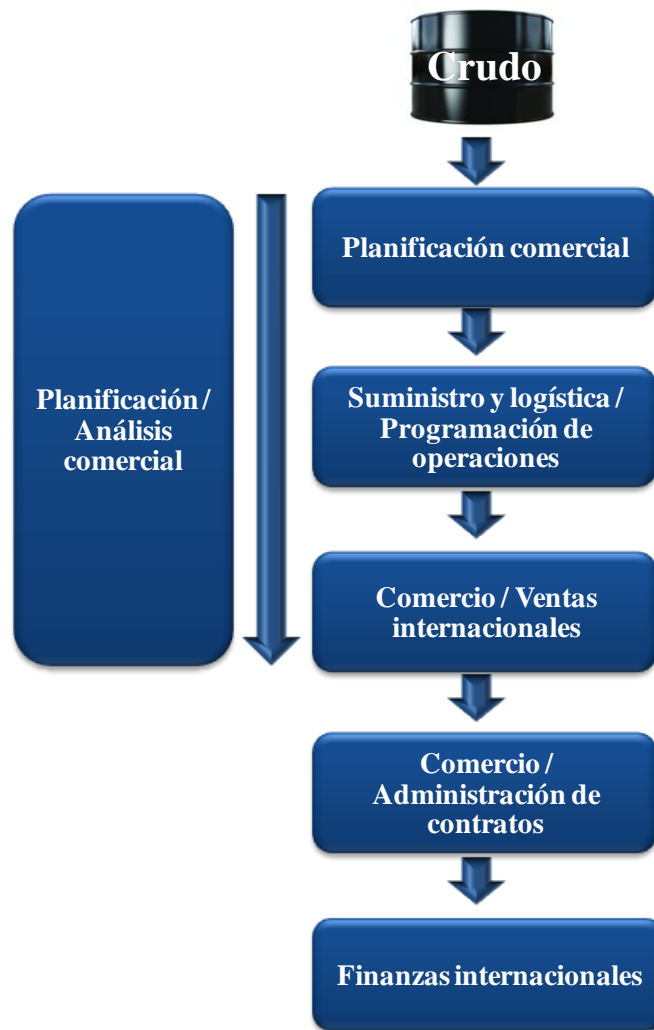 Crudo
Planificación comercial
Planificación /
Análisis
comercial
Suministro y logística /
Programación de
operaciones
Comercio / Ventas
internacionales
Comercio /
Administración de
contratos
Finanzas internacionales